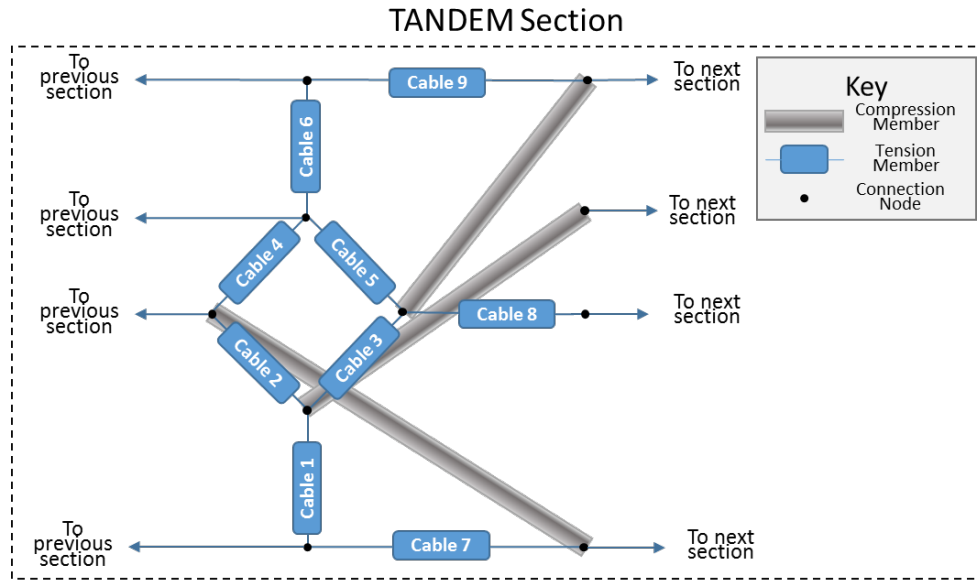 TANDEM Section
To
previous
section
Cable 9
To next
section
Key
Compression
Member
Tension
Member
Connection
Node
Cable 6
To
previous
section
To next
section
Cable 4
Cable 5
To
previous
section
Cable 8
To next
section
Cable 2
Cable 3
Cable 1
To
previous
section
Cable 7
To next
section